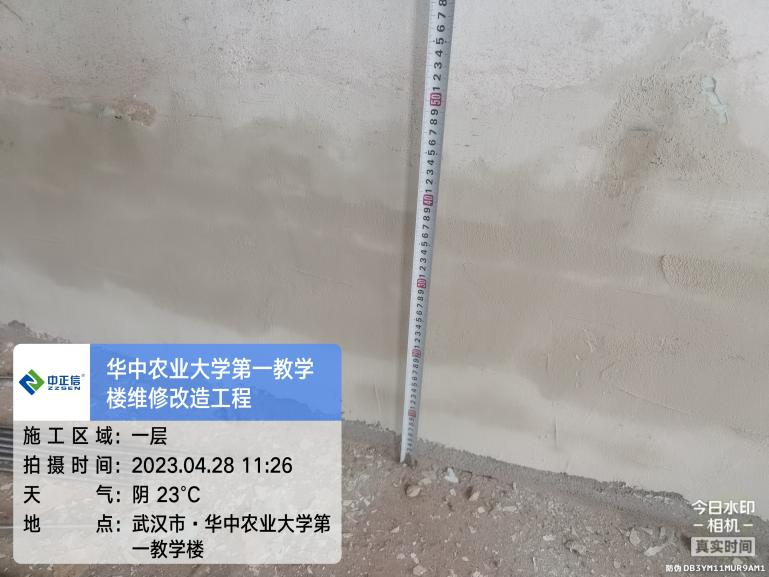 中正信®
ZZSEN
华中农业大学第一教学
楼维修改造工程
施工区域：一层
拍摄时间：2023.04.28 11:26
天气：阴 23℃
地点：武汉市·华中农业大学第
一教学楼
今日水印
-相机-
真实时间
防伪 DB3YM11MUR9AM1